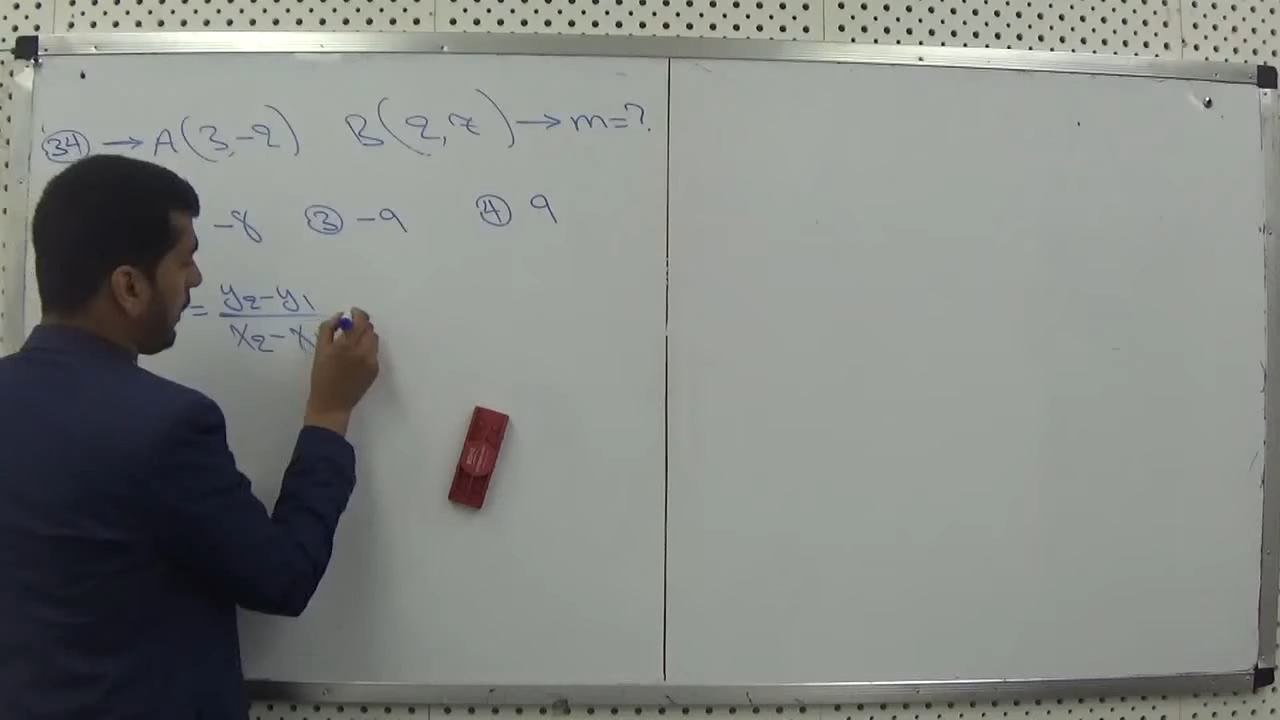 ㉞ → A(3,-2) B(2,7) → m=?
-8 ③ -9 ④ 9
= y₂-y₁ / x₂-x